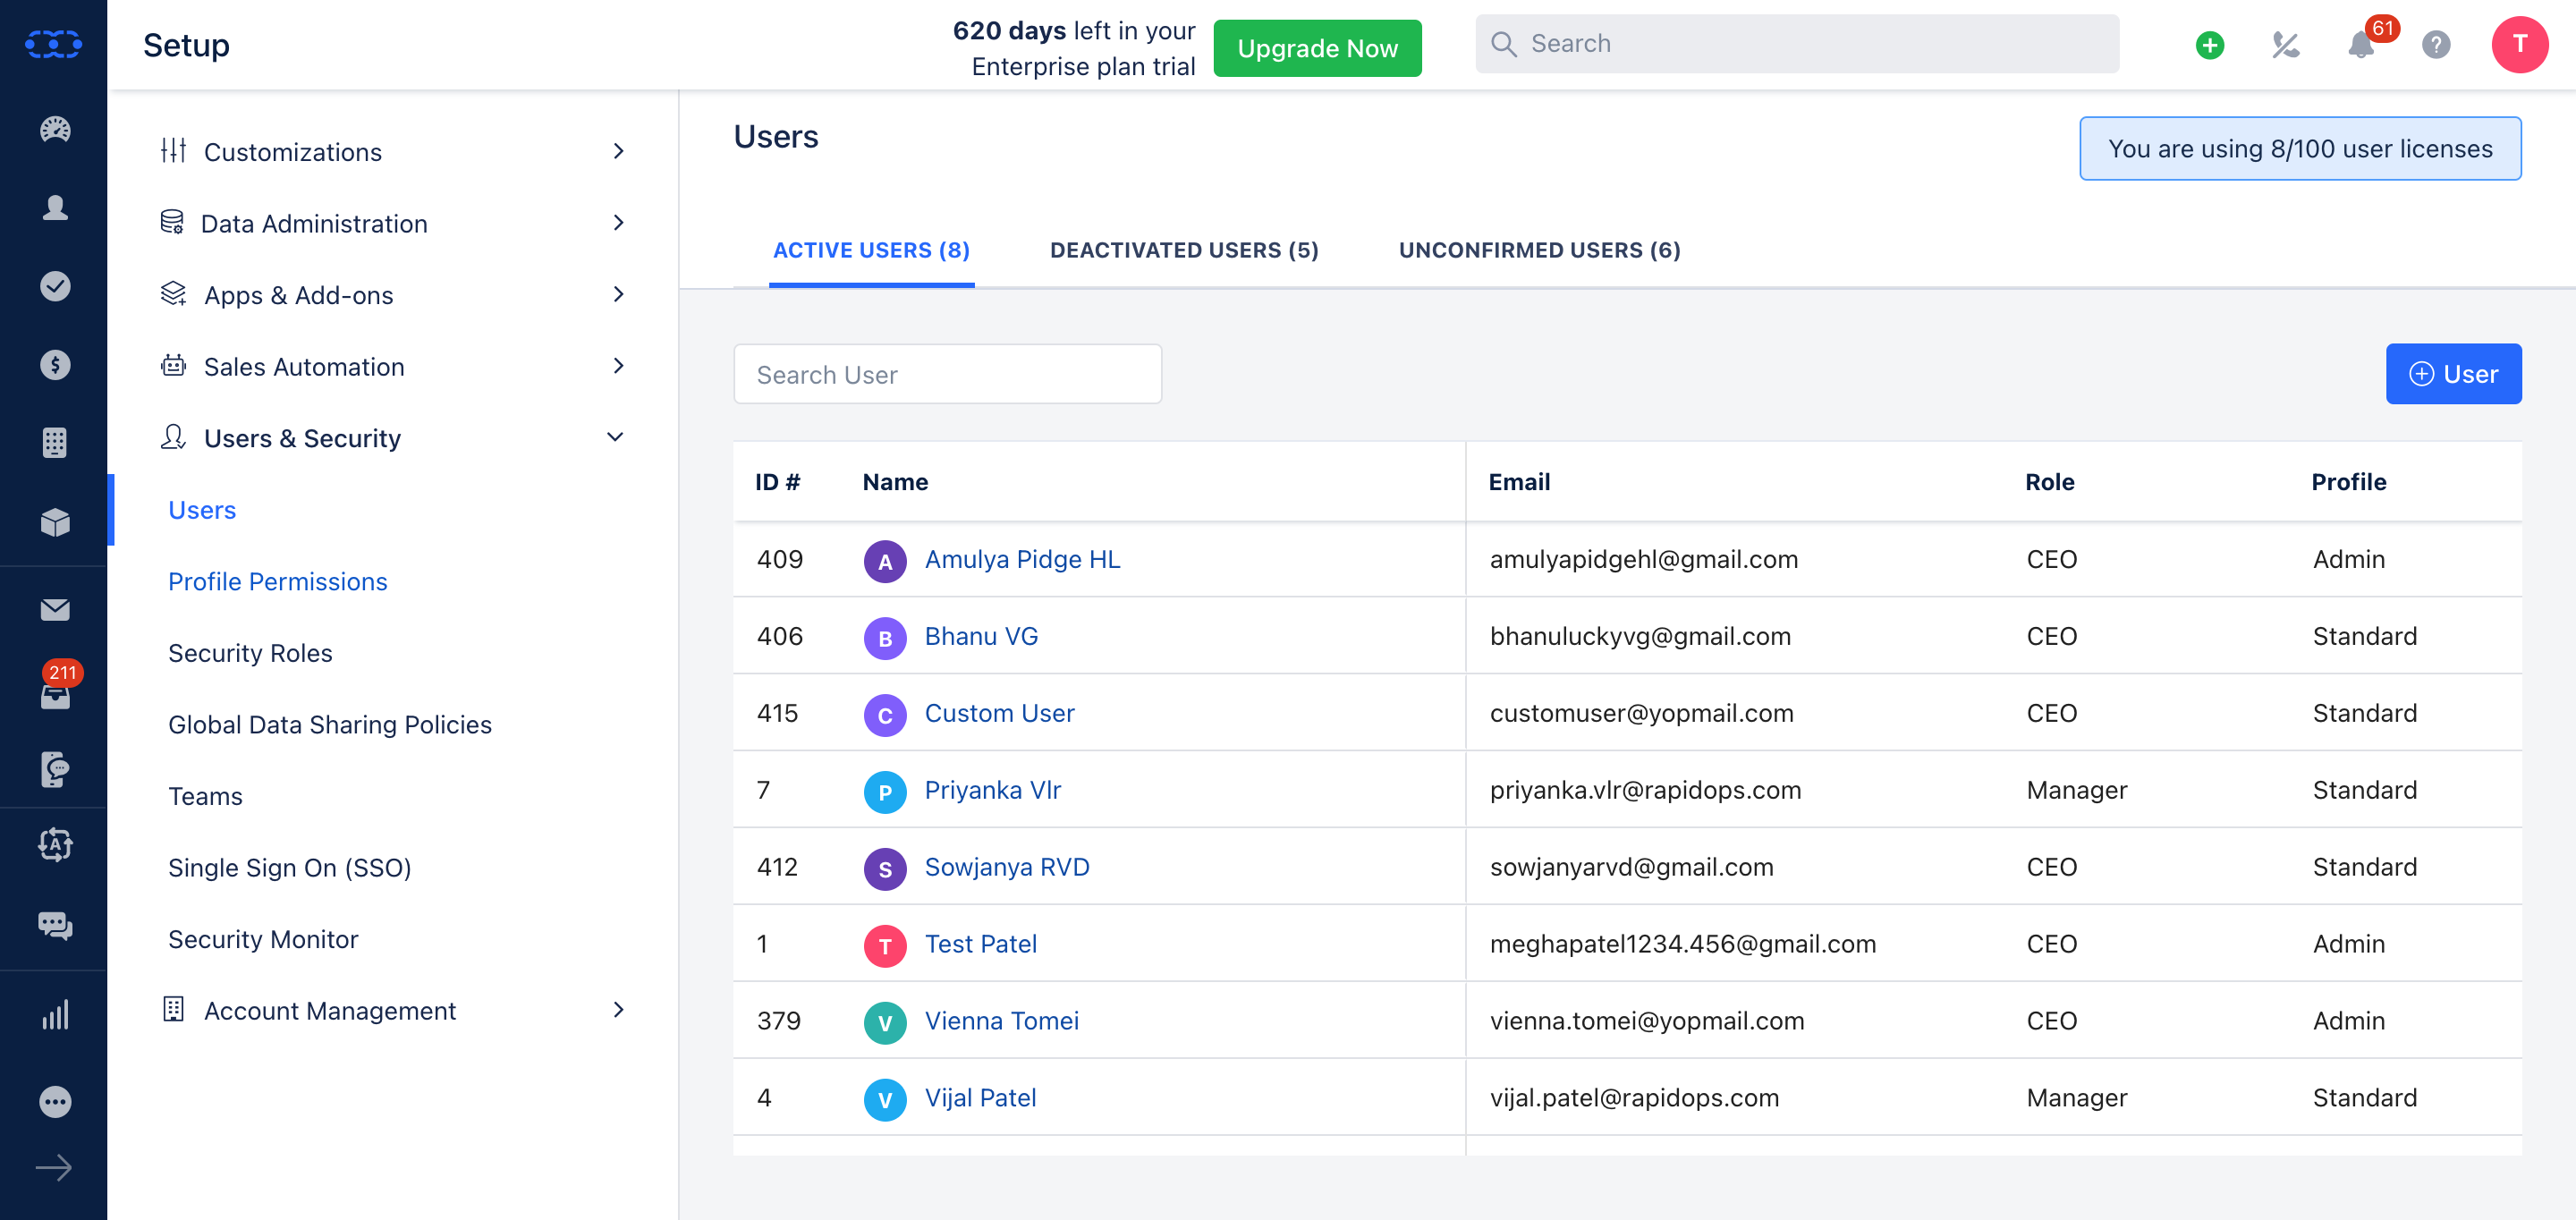 Setup
620 days left in your
Enterprise plan trial
Upgrade Now
Search
61
?
T
Customizations
Data Administration
Apps & Add-ons
Sales Automation
Users & Security
Users
Profile Permissions
Security Roles
Global Data Sharing Policies
Teams
Single Sign On (SSO)
Security Monitor
Account Management
$
211
A
Users
You are using 8/100 user licenses
ACTIVE USERS (8) DEACTIVATED USERS (5) UNCONFIRMED USERS (6)
Search User
User
ID # Name Email Role Profile
409 A Amulya Pidge HL amulyapidgehl@gmail.com CEO Admin
406 B Bhanu VG bhanuluckyvg@gmail.com CEO Standard
415 C Custom User customuser@yopmail.com CEO Standard
7 P Priyanka Vlr priyanka.vlr@rapidops.com Manager Standard
412 S Sowjanya RVD sowjanyarvd@gmail.com CEO Standard
1 T Test Patel meghapatel1234.456@gmail.com CEO Admin
379 V Vienna Tomei vienna.tomei@yopmail.com CEO Admin
4 V Vijal Patel vijal.patel@rapidops.com Manager Standard